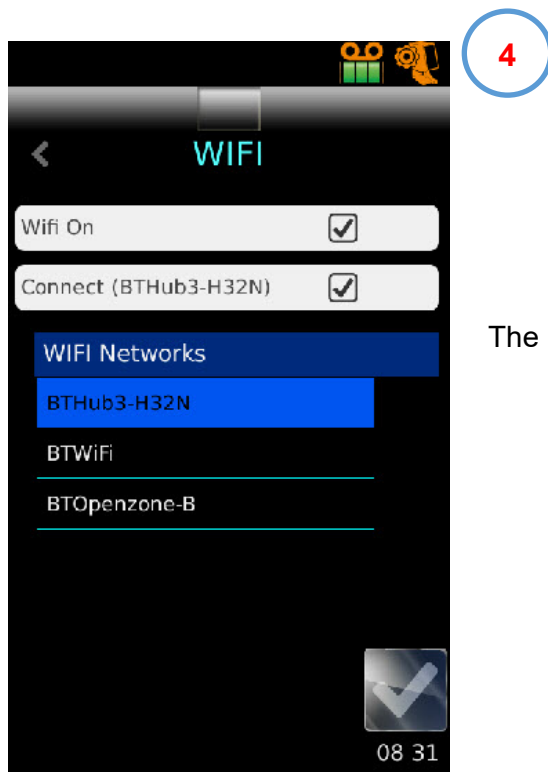 4
WIFI
Wifi On
Connect (BTHub3-H32N)
The
WIFI Networks
BTHub3-H32N
BTWiFi
BTOpenzone-B
08 31